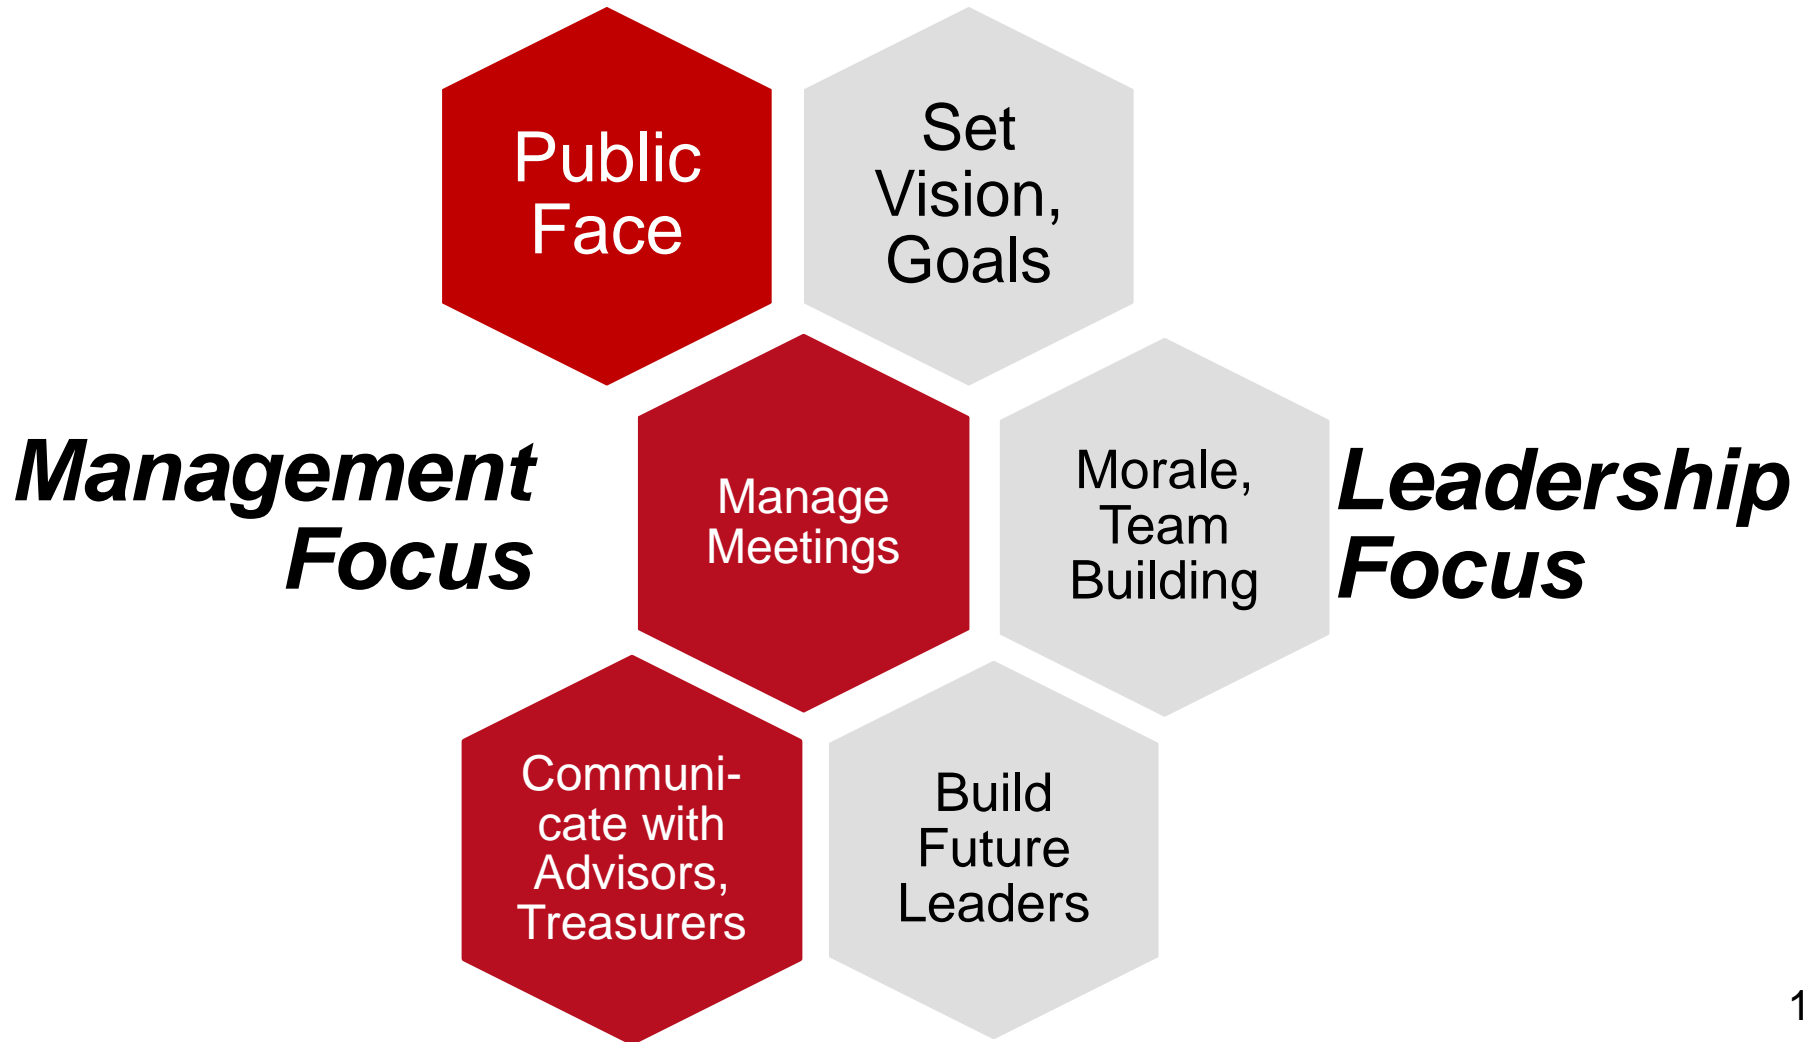 Public
Face
Set
Vision,
Goals
Management
Focus
Manage
Meetings
Morale,
Team
Building
Leadership
Focus
Communi-
cate with
Advisors,
Treasurers
Build
Future
Leaders
1